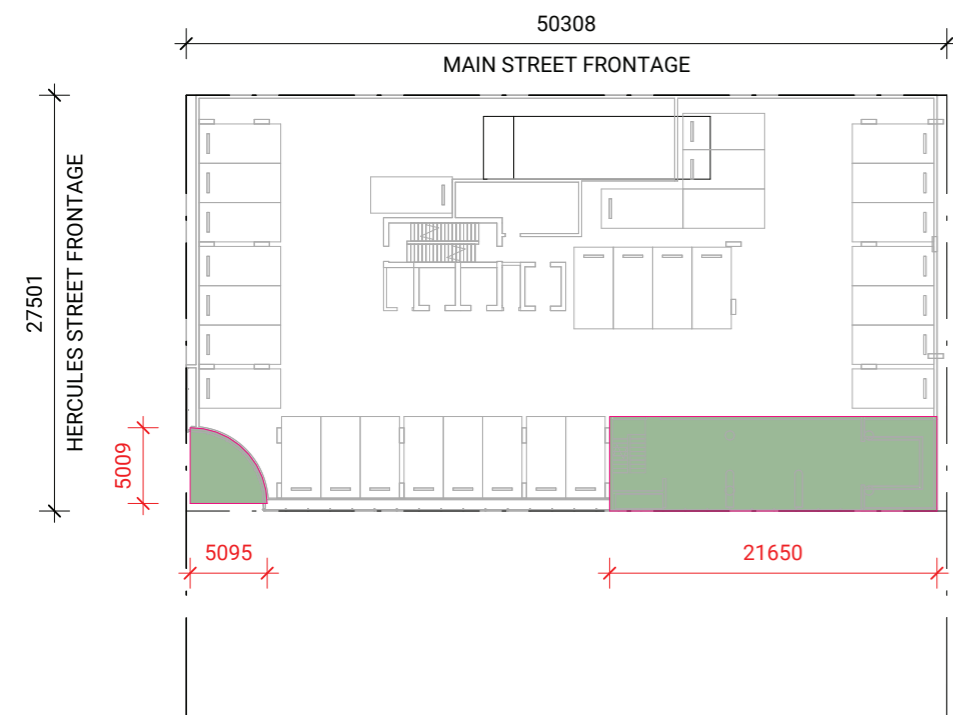 50308
MAIN STREET FRONTAGE
27501
HERCULES STREET FRONTAGE
5009
5095
21650